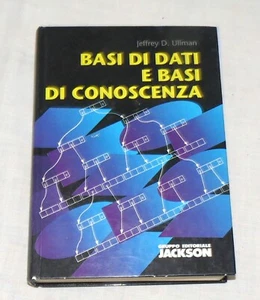 Jeffrey D. Ullman
BASI DI DATI
E BASI
DI CONOSCENZA
GRUPPO EDITORIALE
JACKSON